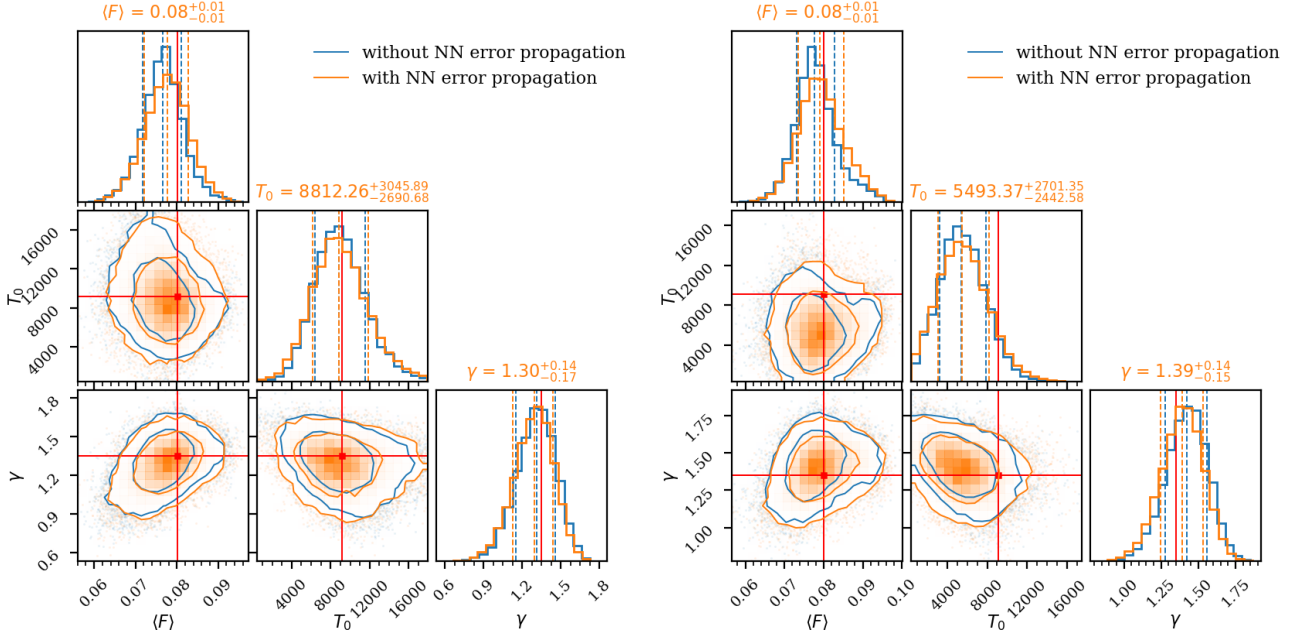 ⟨F⟩ = 0.08+0.01−0.01
without NN error propagation
with NN error propagation
T0 = 8812.26+3045.89−2690.68
16000
12000
8000
4000
T0
γ = 1.30+0.14−0.17
1.8
1.5
1.2
0.9
0.6
γ
0.06 0.07 0.08 0.09
⟨F⟩
4000 8000 12000 16000
T0
0.6 0.9 1.2 1.5 1.8
γ
⟨F⟩ = 0.08+0.01−0.01
without NN error propagation
with NN error propagation
T0 = 5493.37+2701.35−2442.58
16000
12000
8000
4000
T0
γ = 1.39+0.14−0.15
1.75
1.50
1.25
1.00
γ
0.06 0.07 0.08 0.09 0.10
⟨F⟩
4000 8000 12000 16000
T0
1.00 1.25 1.50 1.75
γ